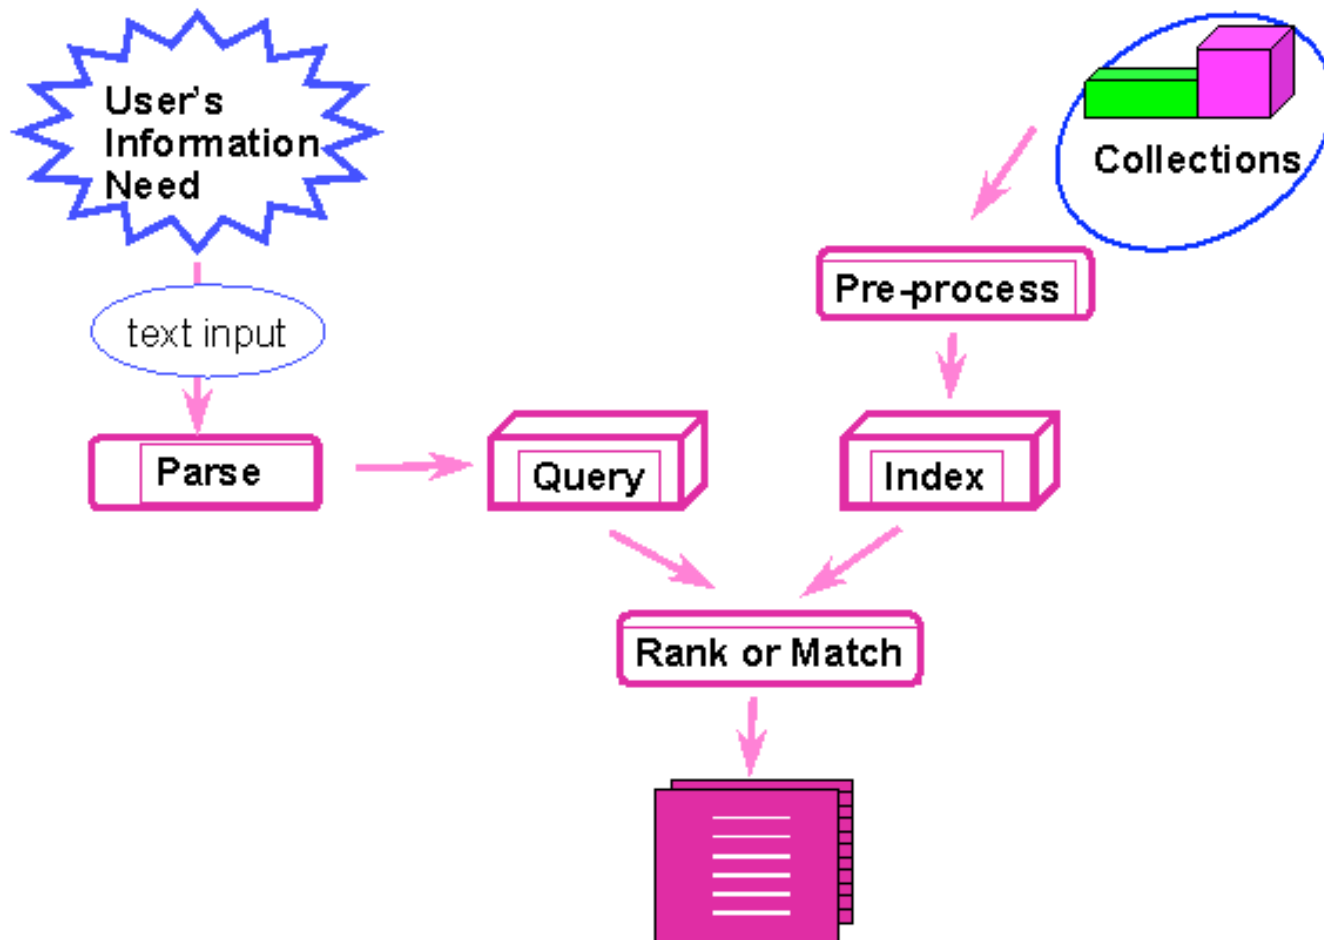 User's
Information
Need
Collections
Pre-process
text input
Parse
Query
Index
Rank or Match